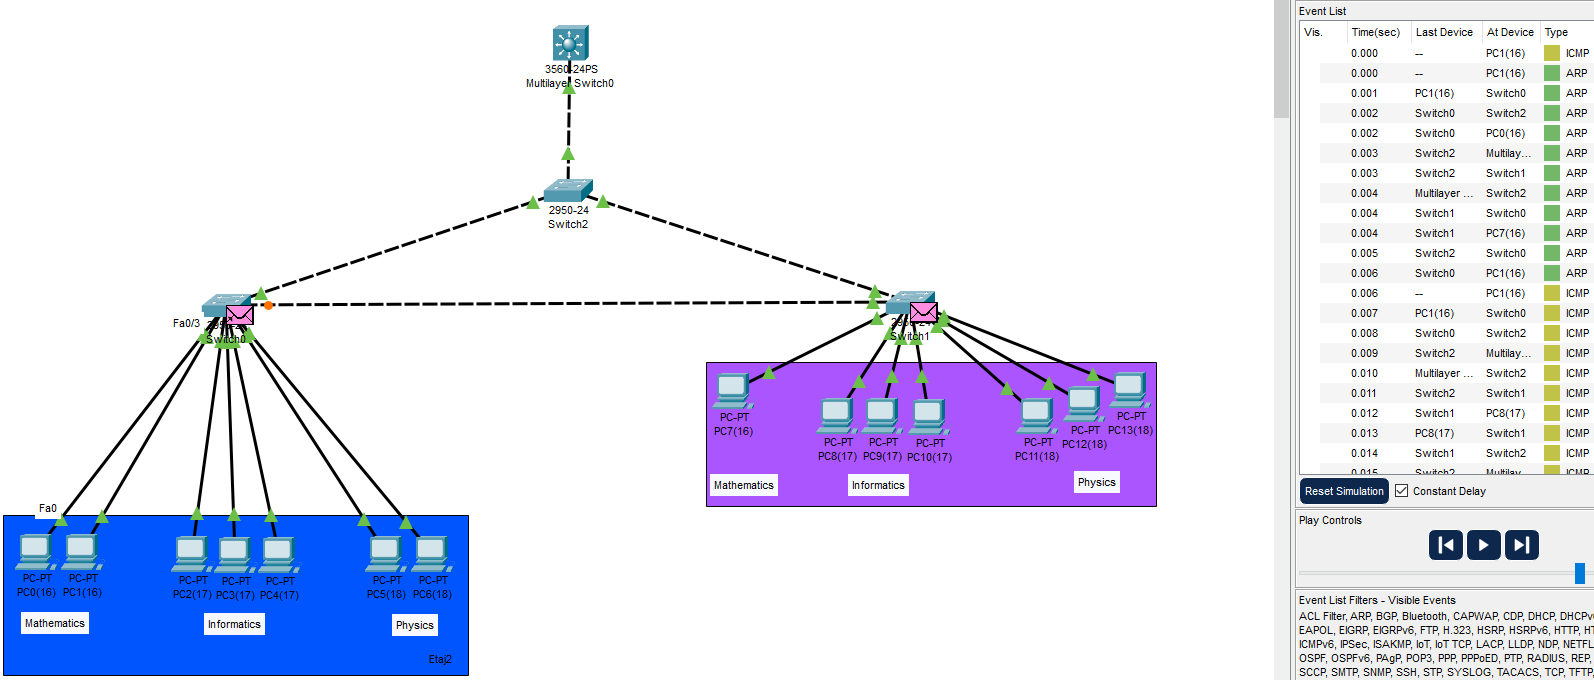 3560-24PS
Multilayer Switch0
2950-24
Switch2
Fa0/3
Switch0
Switch1
PC-PT
PC7(16)
PC-PT
PC8(17)
PC-PT
PC9(17)
PC-PT
PC10(17)
PC-PT
PC11(18)
PC-PT
PC12(18)
PC-PT
PC13(18)
Mathematics
Informatics
Physics
Fa0
PC-PT
PC0(16)
PC-PT
PC1(16)
PC-PT
PC2(17)
PC-PT
PC3(17)
PC-PT
PC4(17)
PC-PT
PC5(18)
PC-PT
PC6(18)
Mathematics
Informatics
Physics
Etaj2
Event List
Vis. Time(sec) Last Device At Device Type
0.000 -- PC1(16) ICMP
0.000 -- PC1(16) ARP
0.001 PC1(16) Switch0 ARP
0.002 Switch0 Switch2 ARP
0.002 Switch0 PC0(16) ARP
0.003 Switch2 Multilay... ARP
0.003 Switch2 Switch1 ARP
0.004 Multilayer ... Switch2 ARP
0.004 Switch1 Switch0 ARP
0.004 Switch1 PC7(16) ARP
0.005 Switch2 Switch0 ARP
0.006 Switch0 PC1(16) ARP
0.006 -- PC1(16) ICMP
0.007 PC1(16) Switch0 ICMP
0.008 Switch0 Switch2 ICMP
0.009 Switch2 Multilay... ICMP
0.010 Multilayer ... Switch2 ICMP
0.011 Switch2 Switch1 ICMP
0.012 Switch1 PC8(17) ICMP
0.013 PC8(17) Switch1 ICMP
0.014 Switch1 Switch2 ICMP
0.015 Switch2 Multilay ICMP
Reset Simulation Constant Delay
Play Controls
Event List Filters - Visible Events
ACL Filter, ARP, BGP, Bluetooth, CAPWAP, CDP, DHCP, DHCPv
EAPOL, EIGRP, EIGRPv6, FTP, H.323, HSRP, HSRPv6, HTTP, HT
ICMPv6, IPSec, ISAKMP, IoT, IoT TCP, LACP, LLDP, NDP, NETFL
OSPF, OSPFv6, PAgP, POP3, PPP, PPPoED, PTP, RADIUS, REP,
SCCP, SMTP, SNMP, SSH, STP, SYSLOG, TACACS, TCP, TFTP,